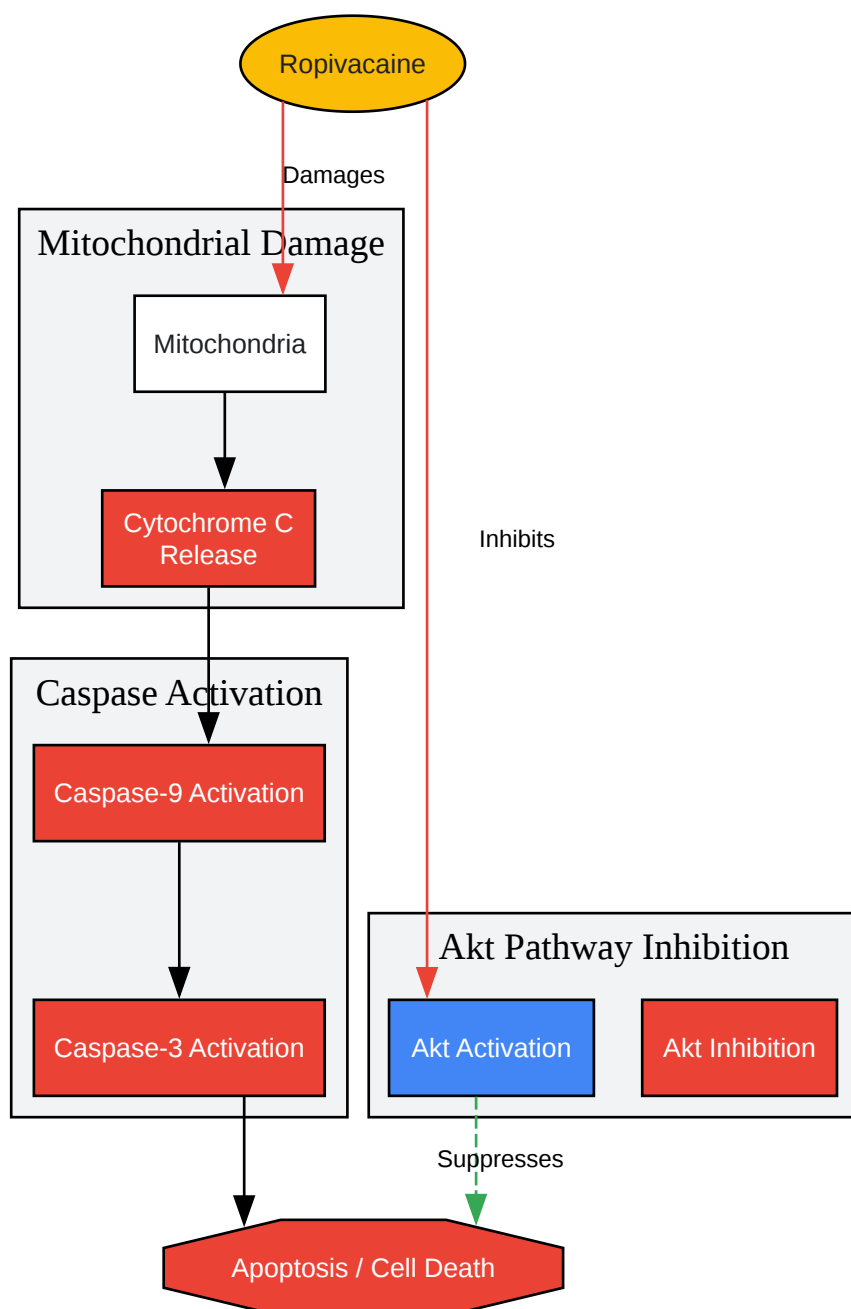 Ropivacaine
Damages
Mitochondrial Damage
Mitochondria
Cytochrome C
Release
Inhibits
Caspase Activation
Caspase-9 Activation
Caspase-3 Activation
Akt Pathway Inhibition
Akt Activation
Akt Inhibition
Suppresses
Apoptosis / Cell Death